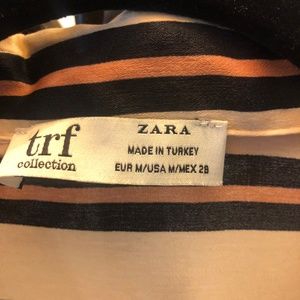 trf
collection
ZARA
MADE IN TURKEY
EUR M/USA M/MEX 28